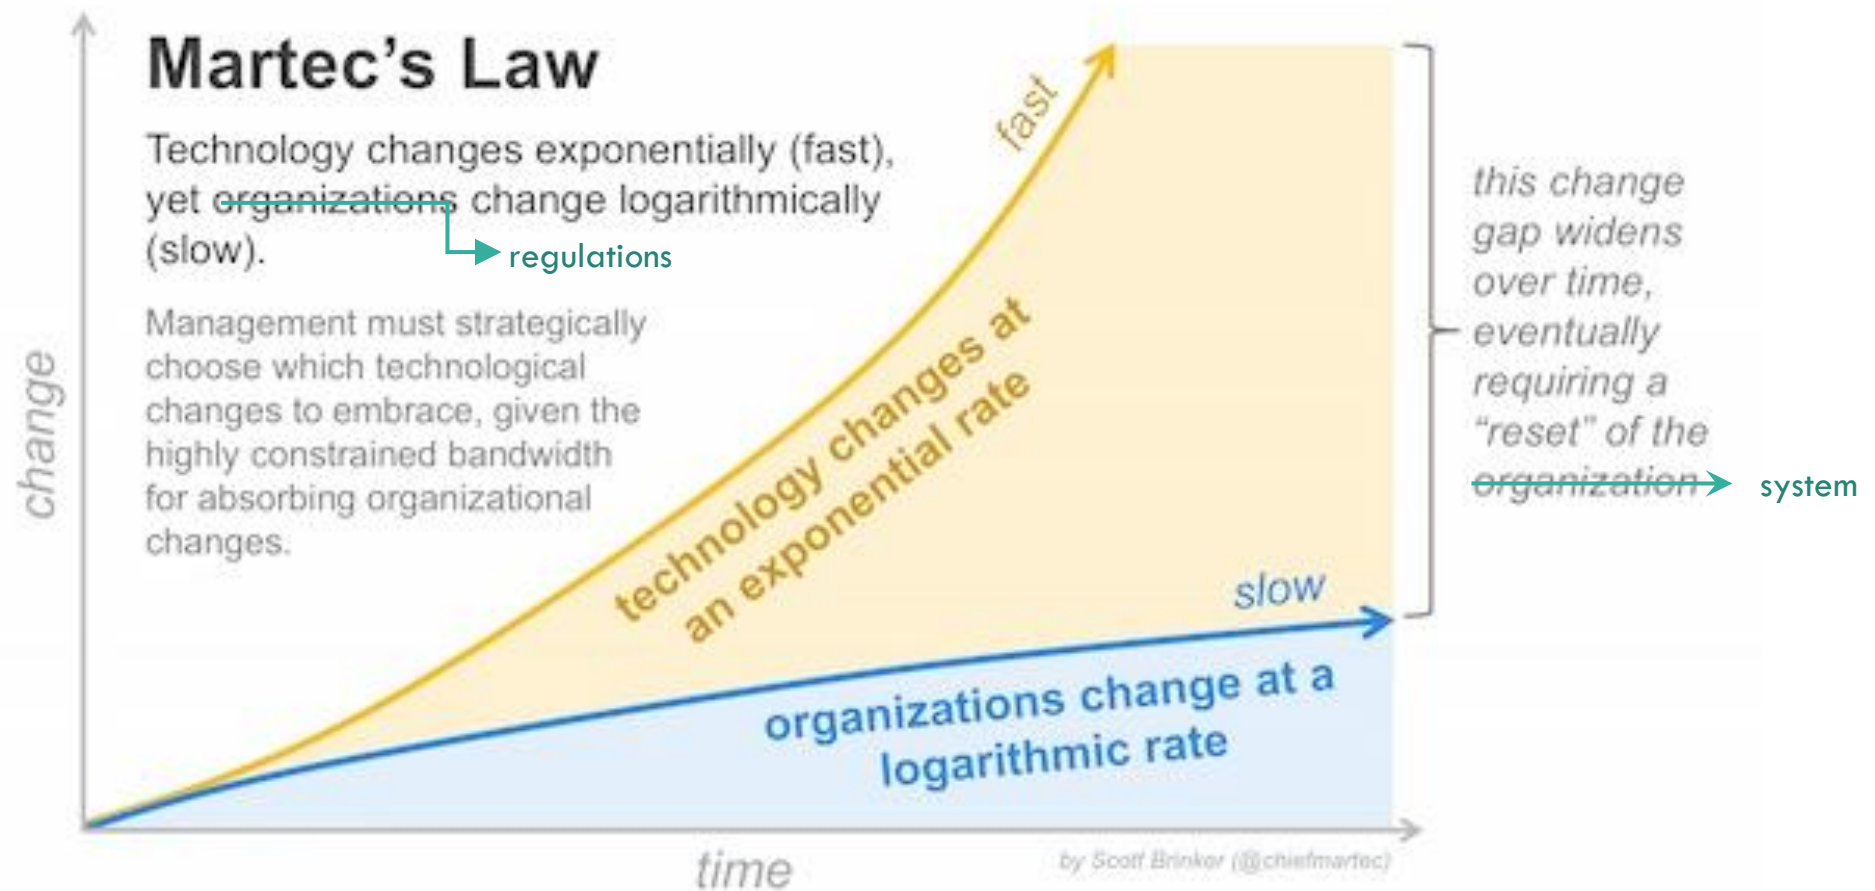 Martec's Law
Technology changes exponentially (fast),
yet organizations change logarithmically
(slow).
regulations
Management must strategically
choose which technological
changes to embrace, given the
highly constrained bandwidth
for absorbing organizational
changes.
change
fast
technology changes at
an exponential rate
slow
organizations change at a
logarithmic rate
this change
gap widens
over time,
eventually
requiring a
“reset” of the
organization
system
time
by Scott Brinker (@chiefmartec)